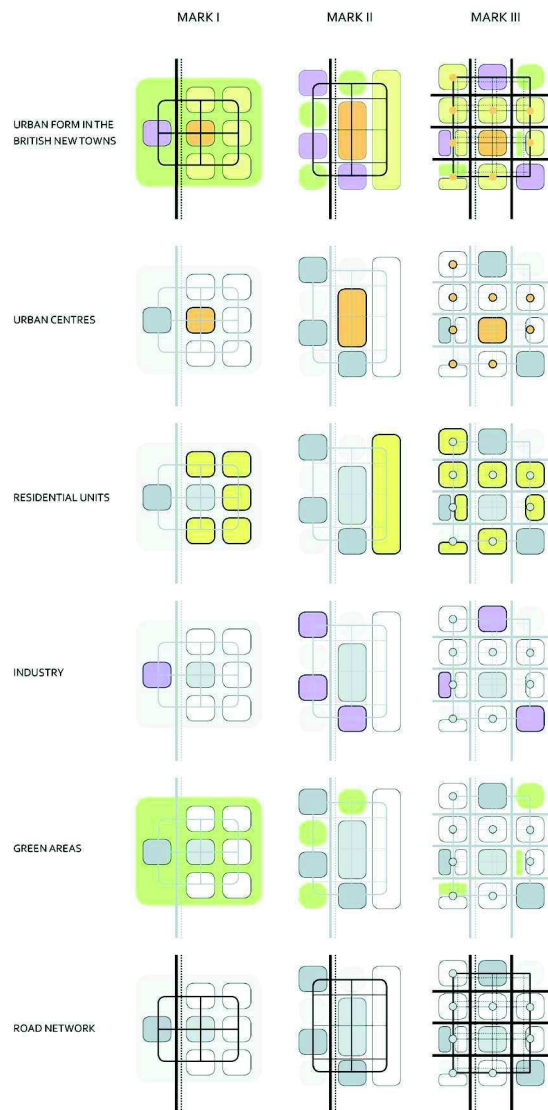 MARK I
MARK II
MARK III
URBAN FORM IN THE
BRITISH NEW TOWNS
URBAN CENTRES
RESIDENTIAL UNITS
INDUSTRY
GREEN AREAS
ROAD NETWORK